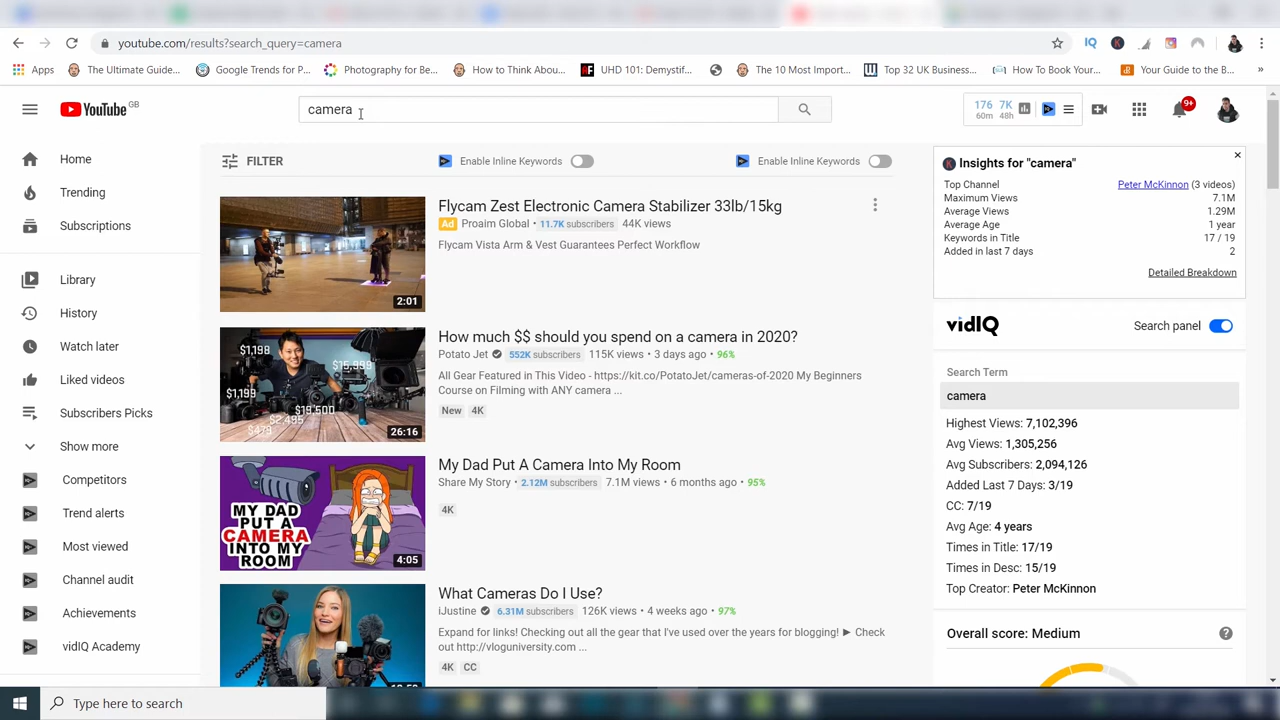 youtube.com/results?search_query=camera
IQ
K
Apps
The Ultimate Guide...
Google Trends for P...
Photography for Be...
How to Think Abou...
UHD 101: Demystif...
The 10 Most Import...
Top 32 UK Business...
How To Book Your...
Your Guide to the B...
»
YouTube GB
camera
176 7K
60m 48h
9+
Home
Trending
Subscriptions
Library
History
Watch later
Liked videos
Subscribers Picks
Show more
Competitors
Trend alerts
Most viewed
Channel audit
Achievements
vidIQ Academy
FILTER
Enable Inline Keywords
Enable Inline Keywords
2:01
Flycam Zest Electronic Camera Stabilizer 33lb/15kg
Ad Proaim Global • 11.7K subscribers 44K views
Flycam Vista Arm & Vest Guarantees Perfect Workflow
$1,198
$15,999
$1,199
$19,500
$2,495
$479
26:16
How much $$ should you spend on a camera in 2020?
Potato Jet 552K subscribers 115K views • 3 days ago • 96%
All Gear Featured in This Video - https://kit.co/PotatoJet/cameras-of-2020 My Beginners
Course on Filming with ANY camera ...
New 4K
MY DAD
PUT A
CAMERA
INTO MY
ROOM
4:05
My Dad Put A Camera Into My Room
Share My Story • 2.12M subscribers 7.1M views • 6 months ago • 95%
4K
What Cameras Do I Use?
iJustine 6.31M subscribers 126K views • 4 weeks ago • 97%
Expand for links! Checking out all the gear that I've used over the years for blogging! ► Check
out http://vloguniversity.com ...
4K CC
K Insights for "camera"
Top Channel Peter McKinnon (3 videos)
Maximum Views 7.1M
Average Views 1.29M
Average Age 1 year
Keywords in Title 17 / 19
Added in last 7 days 2
Detailed Breakdown
vidIQ Search panel
Search Term
camera
Highest Views: 7,102,396
Avg Views: 1,305,256
Avg Subscribers: 2,094,126
Added Last 7 Days: 3/19
CC: 7/19
Avg Age: 4 years
Times in Title: 17/19
Times in Desc: 15/19
Top Creator: Peter McKinnon
Overall score: Medium
?
Type here to search